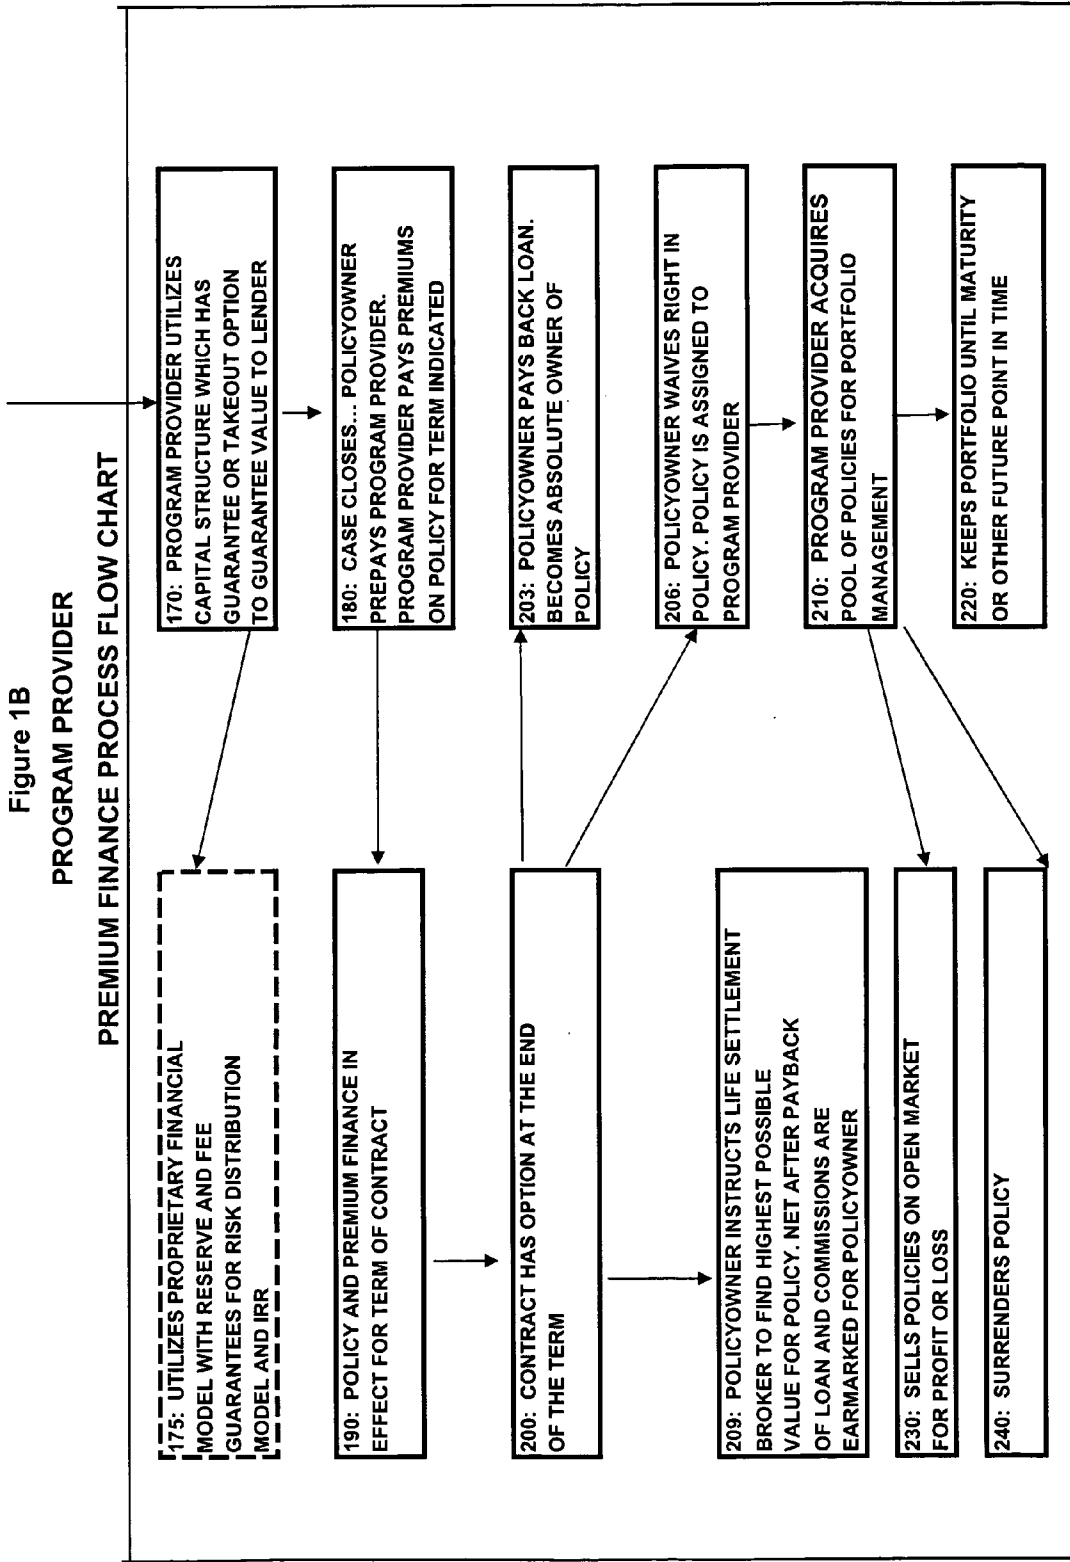 Figure 1B
PROGRAM PROVIDER
PREMIUM FINANCE PROCESS FLOW CHART
170: PROGRAM PROVIDER UTILIZES
CAPITAL STRUCTURE WHICH HAS
GUARANTEE OR TAKEOUT OPTION
TO GUARANTEE VALUE TO LENDER
175: UTILIZES PROPRIETARY FINANCIAL
MODEL WITH RESERVE AND FEE
GUARANTEES FOR RISK DISTRIBUTION
MODEL AND IRR
180: CASE CLOSES... POLICYOWNER
PREPAYS PROGRAM PROVIDER.
PROGRAM PROVIDER PAYS PREMIUMS
ON POLICY FOR TERM INDICATED
190: POLICY AND PREMIUM FINANCE IN
EFFECT FOR TERM OF CONTRACT
200: CONTRACT HAS OPTION AT THE END
OF THE TERM
203: POLICYOWNER PAYS BACK LOAN.
BECOMES ABSOLUTE OWNER OF
POLICY
206: POLICYOWNER WAIVES RIGHT IN
POLICY. POLICY IS ASSIGNED TO
PROGRAM PROVIDER
209: POLICYOWNER INSTRUCTS LIFE SETTLEMENT
BROKER TO FIND HIGHEST POSSIBLE
VALUE FOR POLICY. NET AFTER PAYBACK
OF LOAN AND COMMISSIONS ARE
EARMARKED FOR POLICYOWNER
210: PROGRAM PROVIDER ACQUIRES
POOL OF POLICIES FOR PORTFOLIO
MANAGEMENT
220: KEEPS PORTFOLIO UNTIL MATURITY
OR OTHER FUTURE POINT IN TIME
230: SELLS POLICIES ON OPEN MARKET
FOR PROFIT OR LOSS
240: SURRENDERS POLICY